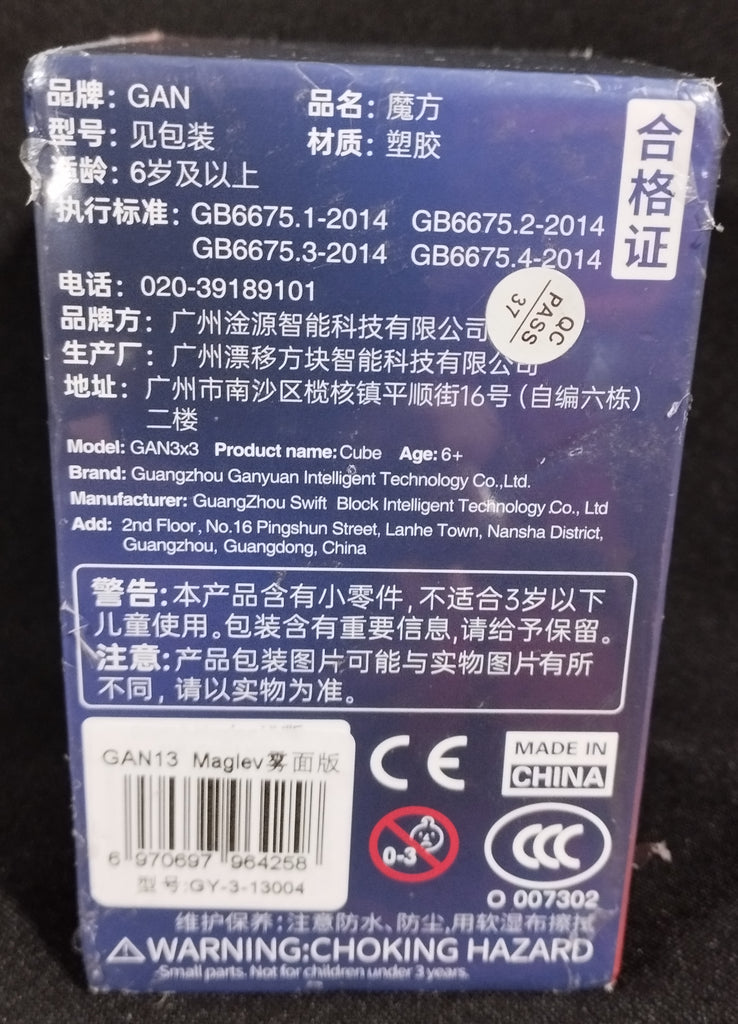 品牌: GAN 品名: 魔方
型号: 见包装 材质: 塑胶
适龄: 6岁及以上
合格证
执行标准: GB6675.1-2014 GB6675.2-2014
GB6675.3-2014 GB6675.4-2014
电话: 020-39189101
QC
PASS
37
品牌方: 广州淦源智能科技有限公司
生产厂: 广州漂移方块智能科技有限公司
地址: 广州市南沙区榄核镇平顺街16号(自编六栋)
二楼
Model: GAN3x3 Product name: Cube Age: 6+
Brand: Guangzhou Ganyuan Intelligent Technology Co.,Ltd.
Manufacturer: GuangZhou Swift Block Intelligent Technology Co., Ltd
Add: 2nd Floor, No.16 Pingshun Street, Lanhe Town, Nansha District,
Guangzhou, Guangdong, China
警告:本产品含有小零件,不适合3岁以下
儿童使用。包装含有重要信息,请给予保留。
注意:产品包装图片可能与实物图片有所
不同,请以实物为准。
GAN13 Maglev雾面版
6 970697 964258
型号:GY-3-13004
CE
MADE IN
CHINA
0-3
CCC
O 007302
维护保养:注意防水、防尘,用软湿布擦拭
⚠WARNING:CHOKING HAZARD
Small parts. Not for children under 3 years.